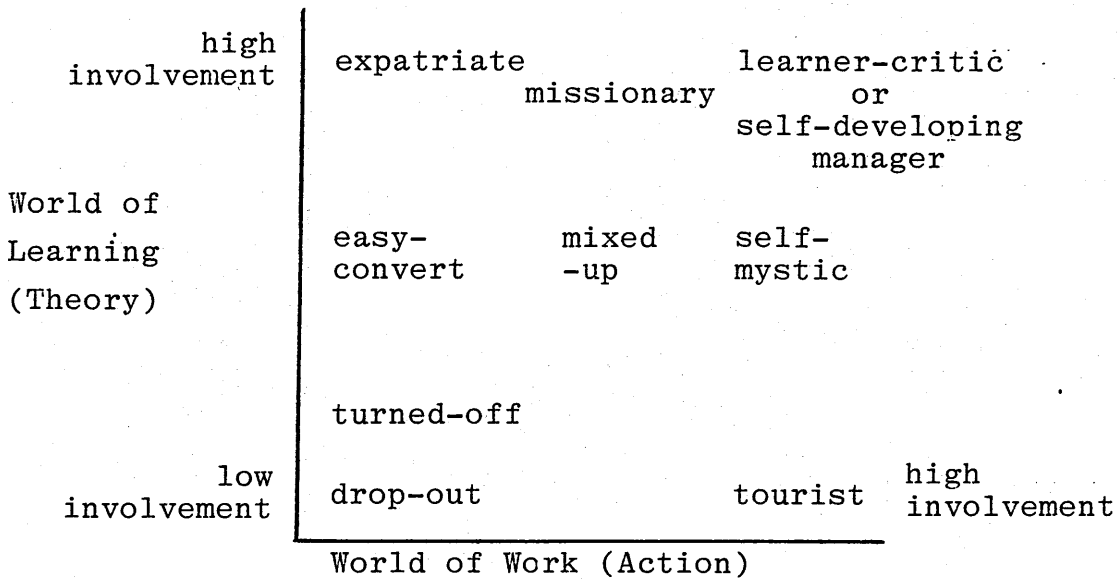 high
involvement
expatriate
missionary
learner-critic
or
self-developing
manager
World of
Learning
(Theory)
easy-
convert
mixed
-up
self-
mystic
turned-off
low
involvement
drop-out
tourist
high
involvement
World of Work (Action)